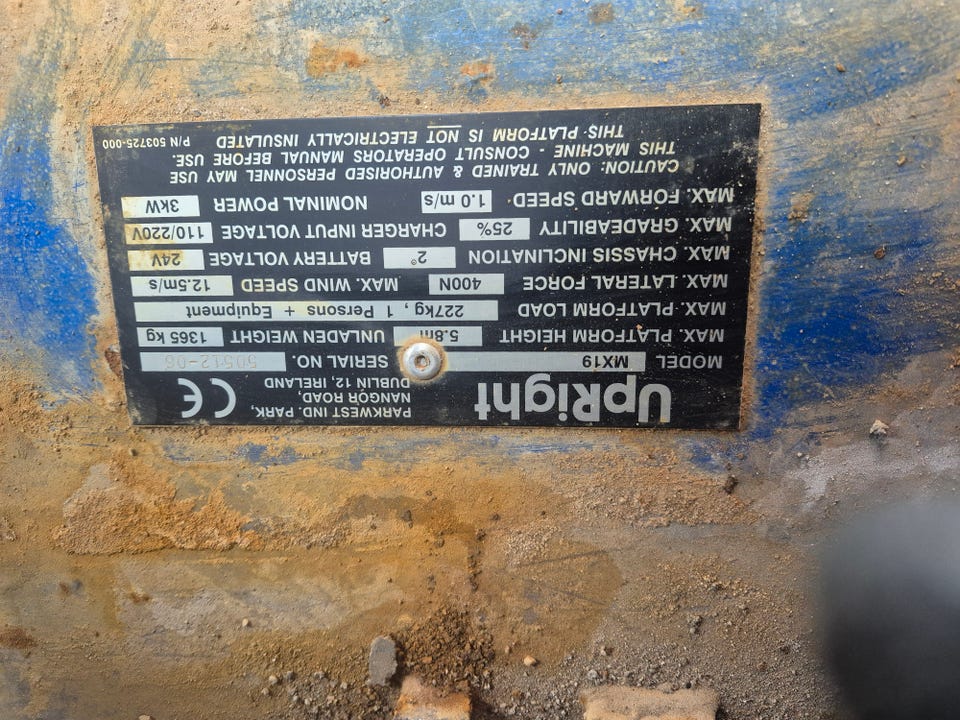 UpRight
PARKWEST IND. PARK,
NANGOR ROAD,
DUBLIN 12, IRELAND
CE
MODEL MX19 SERIAL NO.
MAX. PLATFORM HEIGHT 5.8m UNLADEN WEIGHT 1365 kg
MAX. PLATFORM LOAD 227kg, 1 Persons + Equipment
MAX. LATERAL FORCE 400N MAX. WIND SPEED 12.5m/s
MAX. CHASSIS INCLINATION 2° BATTERY VOLTAGE 24V
MAX. GRADEABILITY 25% CHARGER INPUT VOLTAGE 110/220V
MAX. FORWARD SPEED 1.0 m/s NOMINAL POWER 3kW
CAUTION: ONLY TRAINED & AUTHORISED PERSONNEL MAY USE
THIS MACHINE - CONSULT OPERATORS MANUAL BEFORE USE.
THIS PLATFORM IS NOT ELECTRICALLY INSULATED
P/N 503725-000